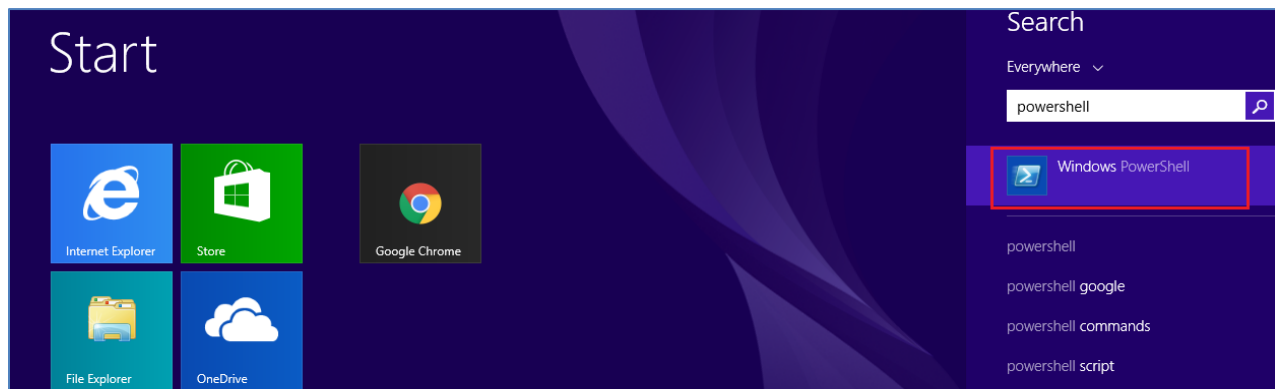 Start
Internet Explorer
Store
Google Chrome
File Explorer
OneDrive
Search
Everywhere
powershell
Windows PowerShell
powershell
powershell google
powershell commands
powershell script